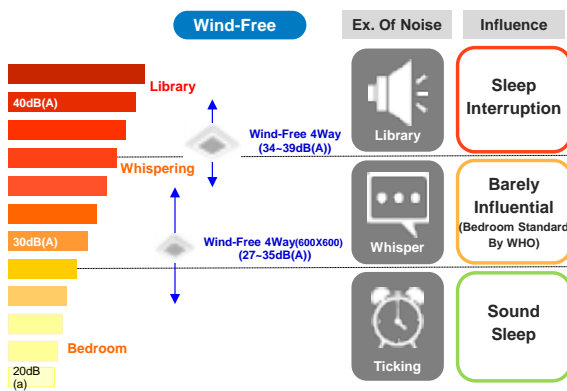 Wind-Free
Ex. Of Noise
Influence
Library
40dB(A)
Whispering
30dB(A)
Bedroom
20dB
(a)
Wind-Free 4Way
(34~39dB(A))
Wind-Free 4Way(600X600)
(27~35dB(A))
Library
Whisper
Ticking
Sleep
Interruption
Barely
Influential
(Bedroom Standard
By WHO)
Sound
Sleep